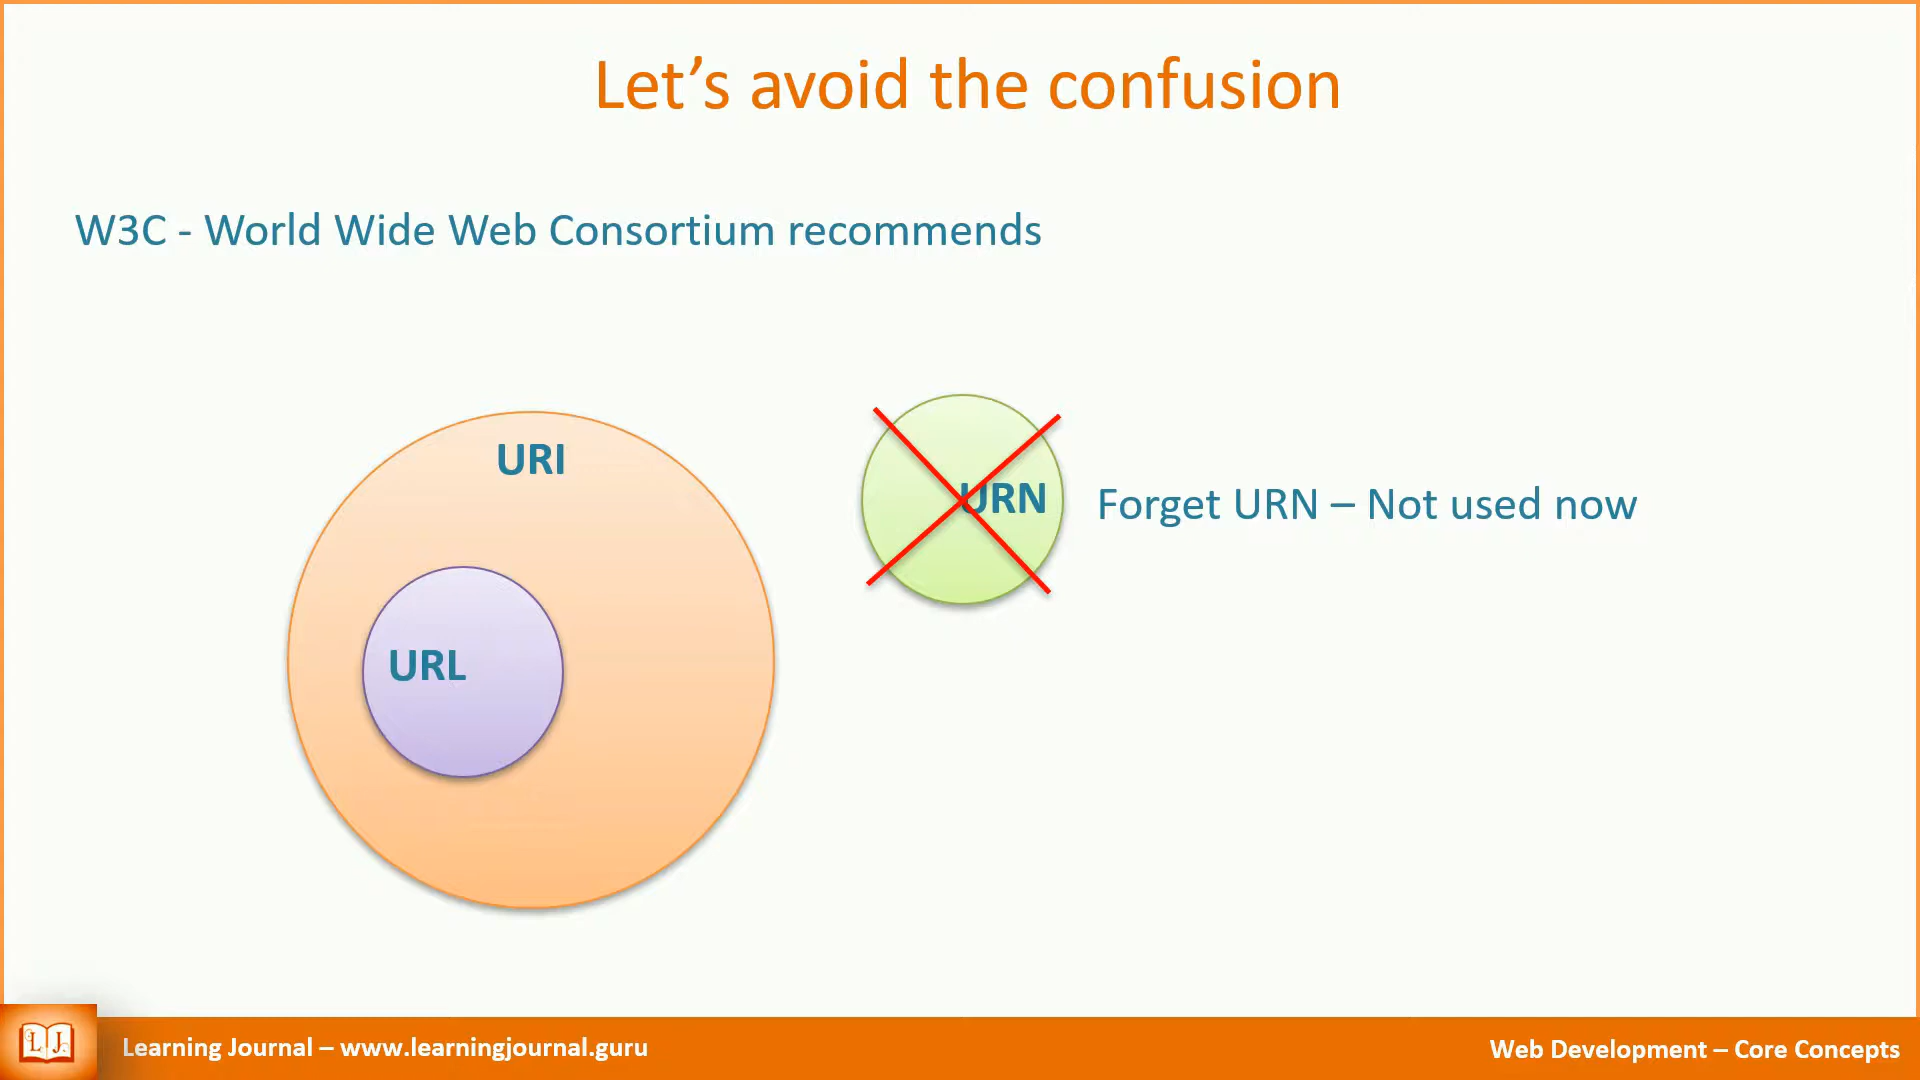 Let’s avoid the confusion
W3C - World Wide Web Consortium recommends
URI
URN
Forget URN – Not used now
URL
LJ
Learning Journal – www.learningjournal.guru
Web Development – Core Concepts